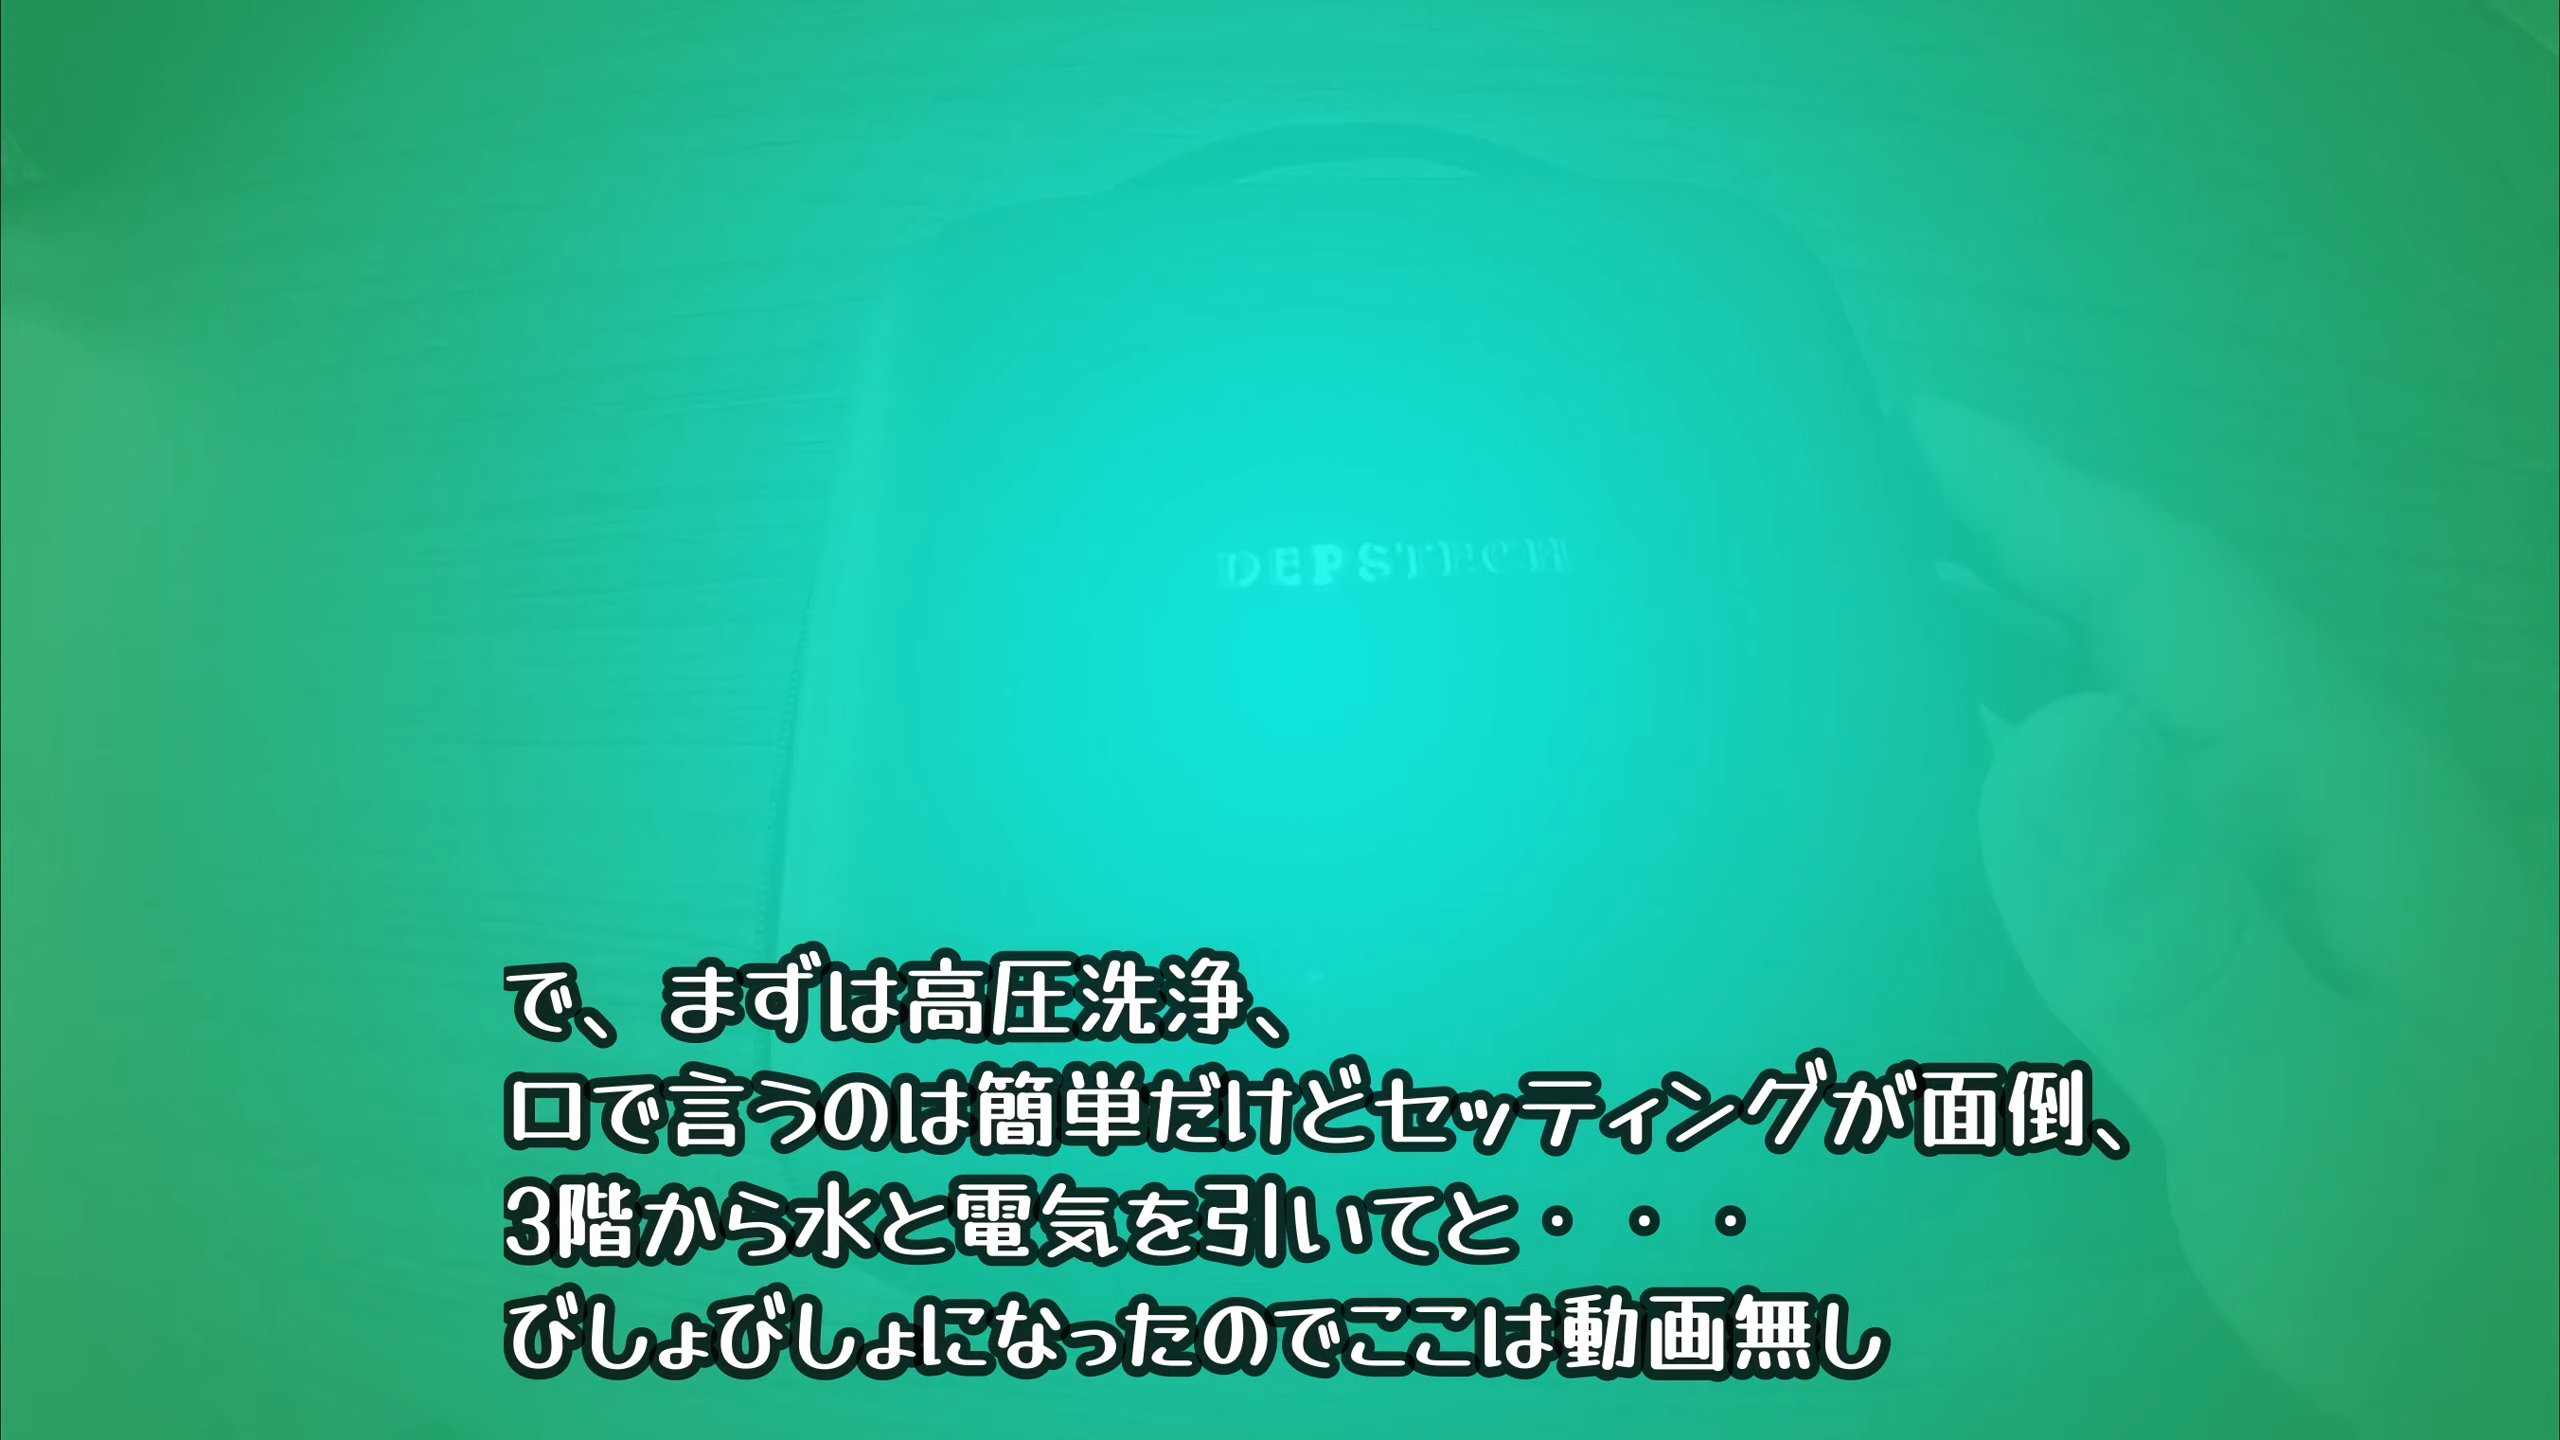 DEPSTECH
で、まずは高圧洗浄、
口で言うのは簡単だけどセッティングが面倒、
3階から水と電気を引いてと・・・
びしょびしょになったのでここは動画無し